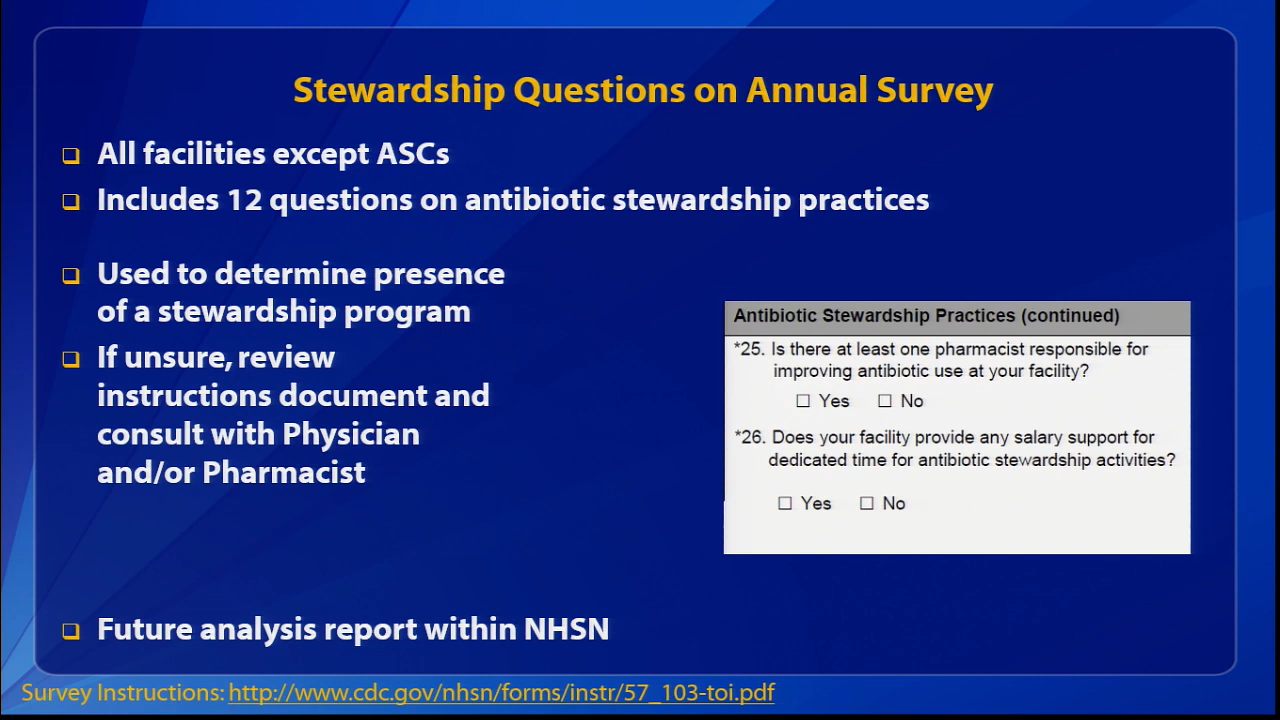 Stewardship Questions on Annual Survey
❑ All facilities except ASCs
❑ Includes 12 questions on antibiotic stewardship practices
❑ Used to determine presence
of a stewardship program
❑ If unsure, review
instructions document and
consult with Physician
and/or Pharmacist
Antibiotic Stewardship Practices (continued)
*25. Is there at least one pharmacist responsible for
improving antibiotic use at your facility?
☐ Yes ☐ No
*26. Does your facility provide any salary support for
dedicated time for antibiotic stewardship activities?
☐ Yes ☐ No
❑ Future analysis report within NHSN
Survey Instructions: http://www.cdc.gov/nhsn/forms/instr/57_103-toi.pdf